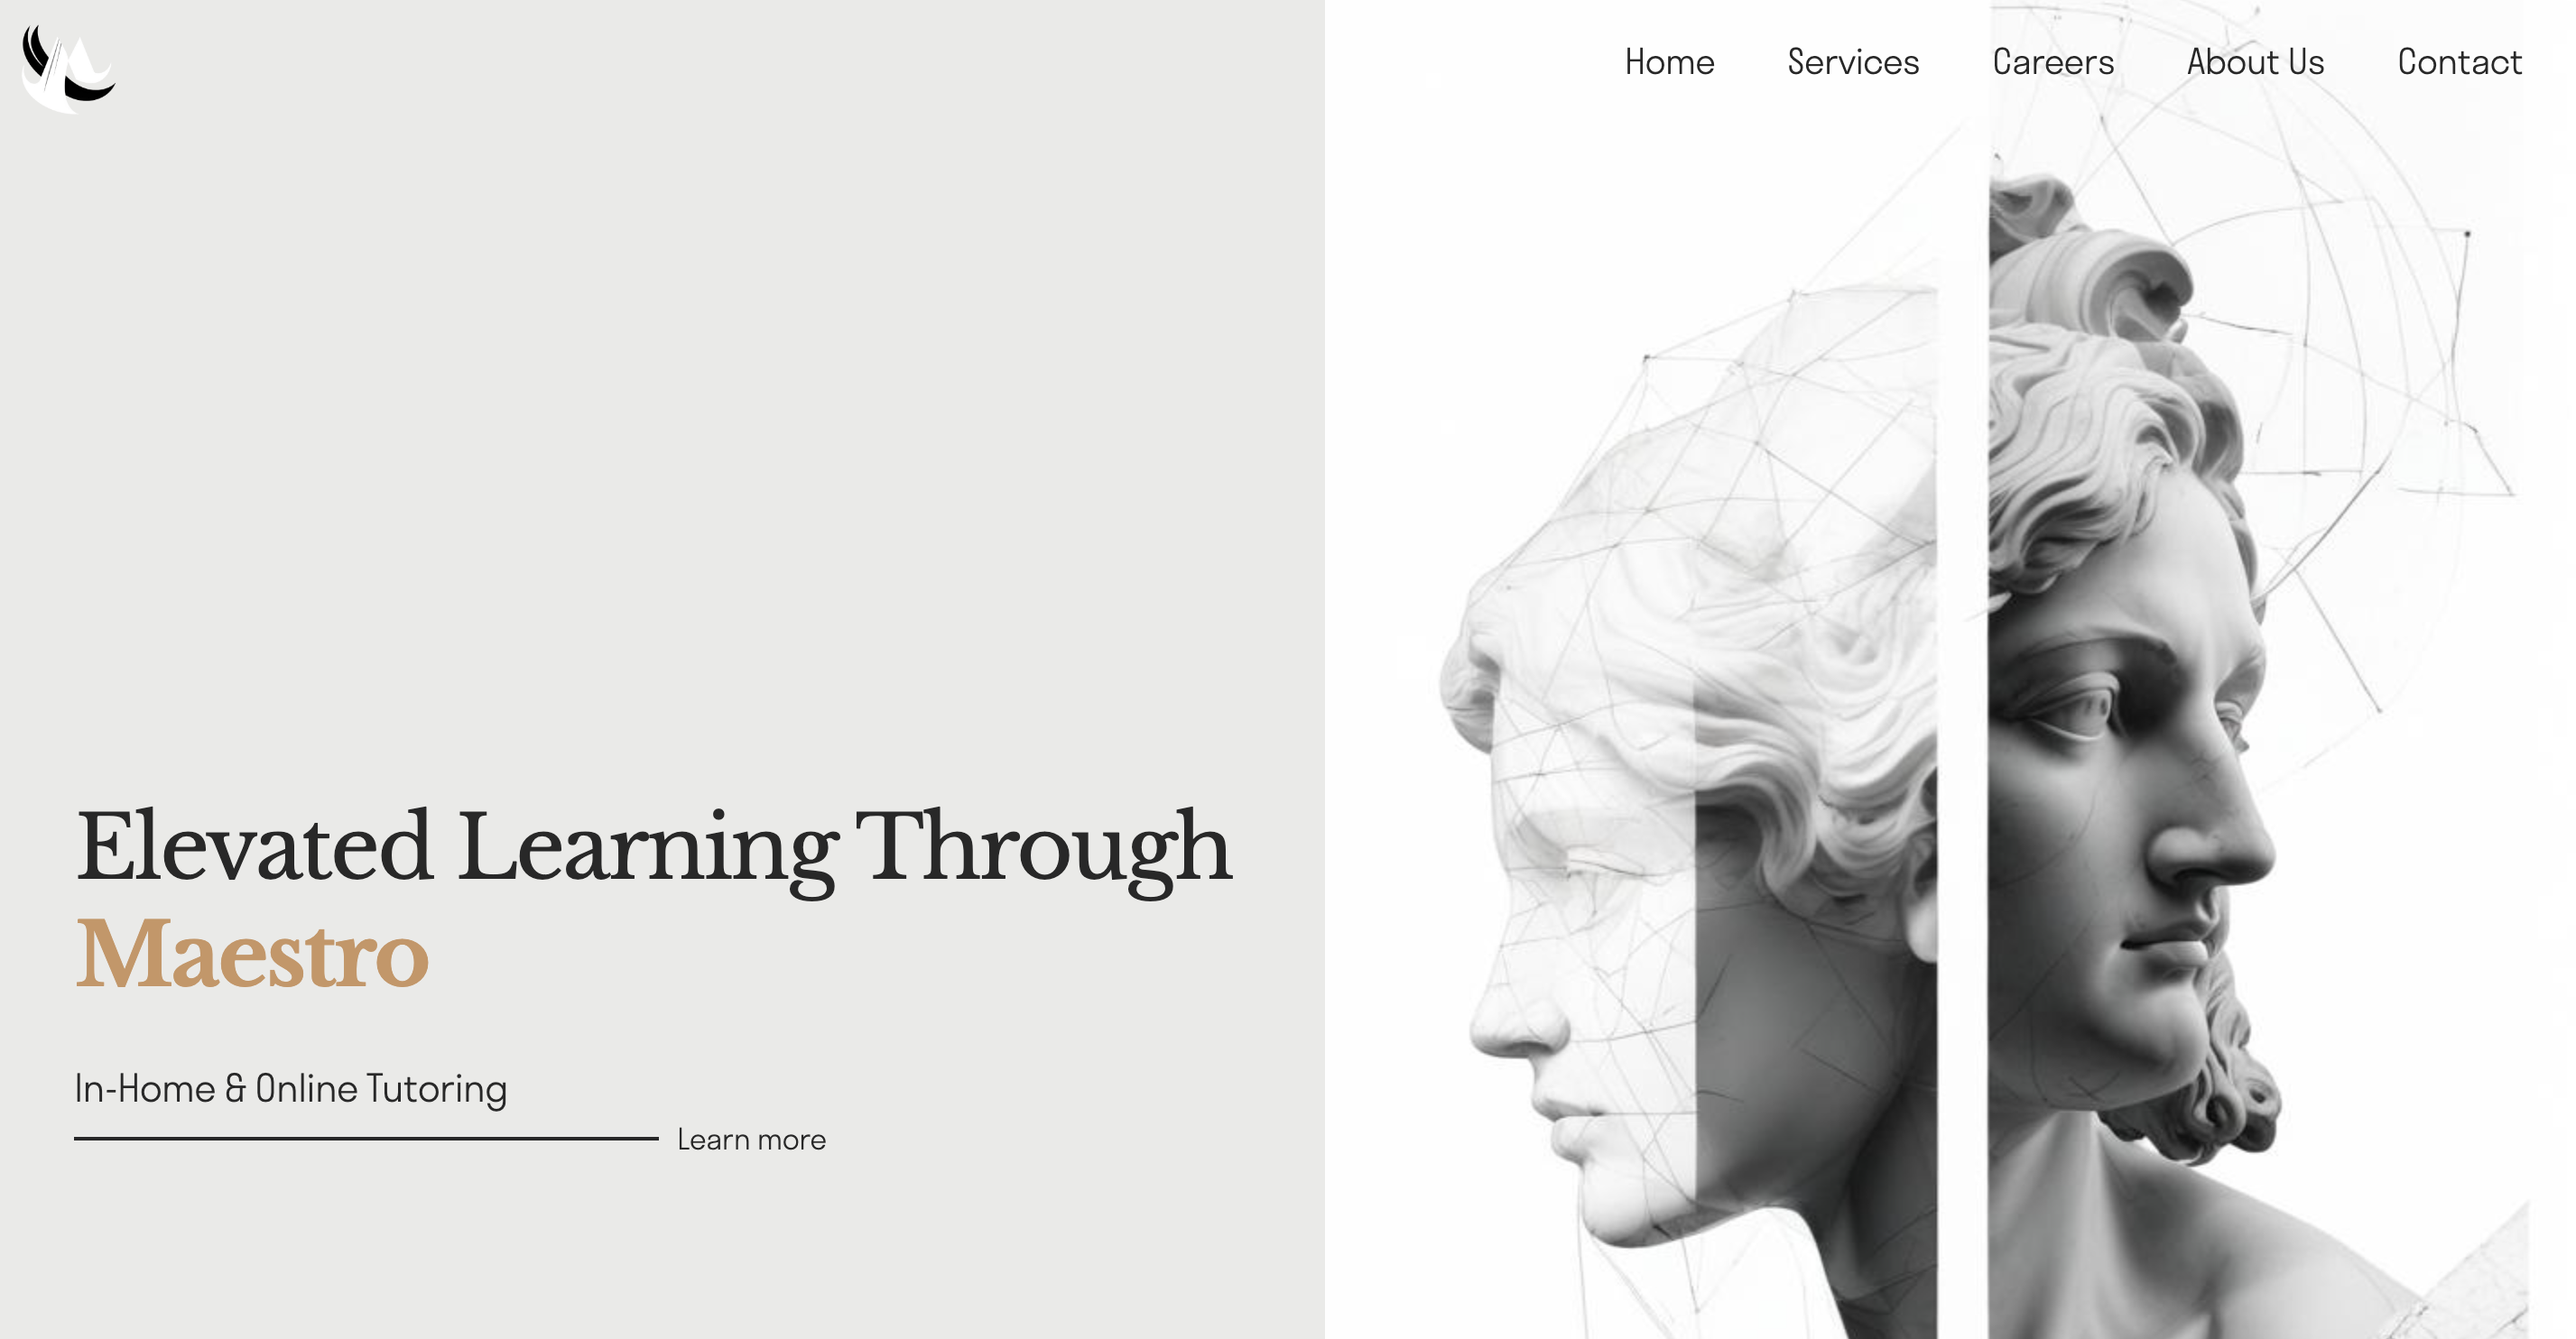 Home Services Careers About Us Contact
Elevated Learning Through
Maestro
In-Home & Online Tutoring
Learn more